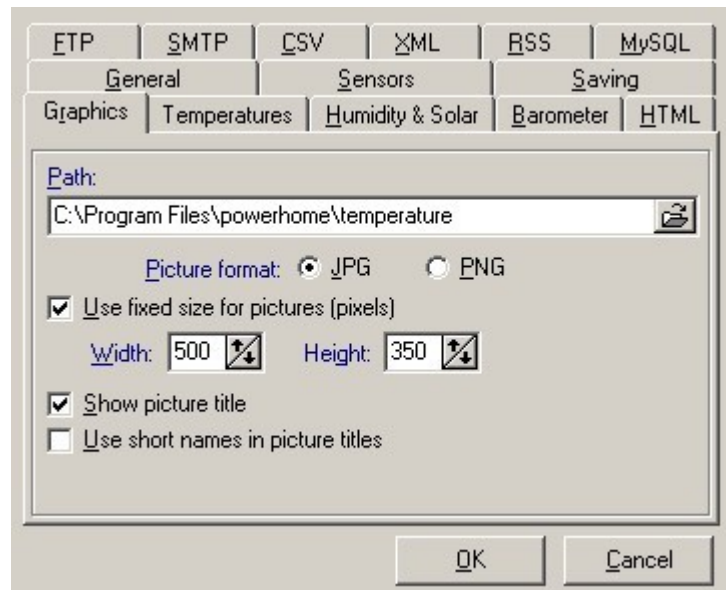 FTP SMTP CSV XML RSS MySQL
General Sensors Saving
Graphics Temperatures Humidity & Solar Barometer HTML
Path:
C:\Program Files\powerhome\temperature
Picture format: JPG PNG
Use fixed size for pictures (pixels)
Width: 500 Height: 350
Show picture title
Use short names in picture titles
OK Cancel